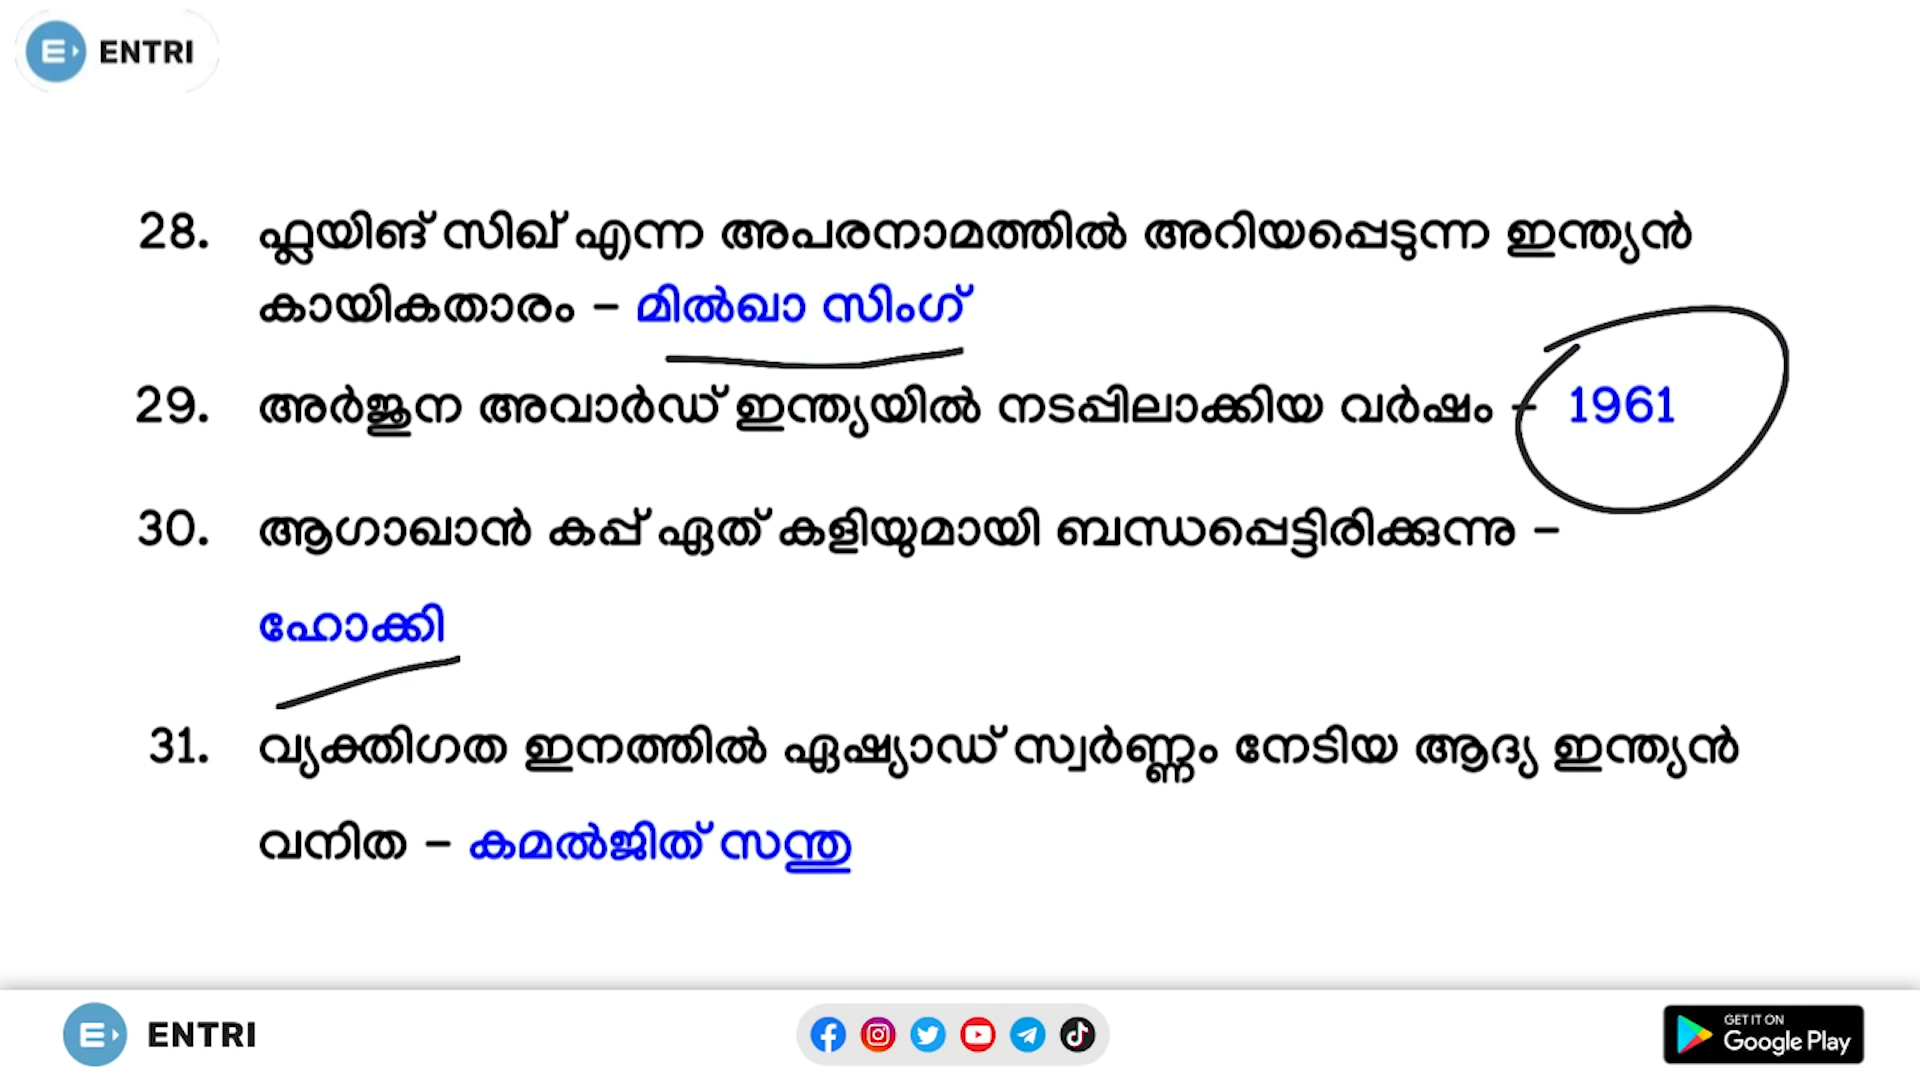 ENTRI
28. ഫ്ലയിങ് സിഖ് എന്ന അപരനാമത്തിൽ അറിയപ്പെടുന്ന ഇന്ത്യൻ
കായികതാരം – മിൽഖാ സിംഗ്
29. അർജുന അവാർഡ് ഇന്ത്യയിൽ നടപ്പിലാക്കിയ വർഷം – 1961
30. ആഗാഖാൻ കപ്പ് ഏത് കളിയുമായി ബന്ധപ്പെട്ടിരിക്കുന്നു –
ഹോക്കി
31. വ്യക്തിഗത ഇനത്തിൽ ഏഷ്യാഡ് സ്വർണ്ണം നേടിയ ആദ്യ ഇന്ത്യൻ
വനിത – കമൽജിത് സന്തു
ENTRI
GET IT ON
Google Play